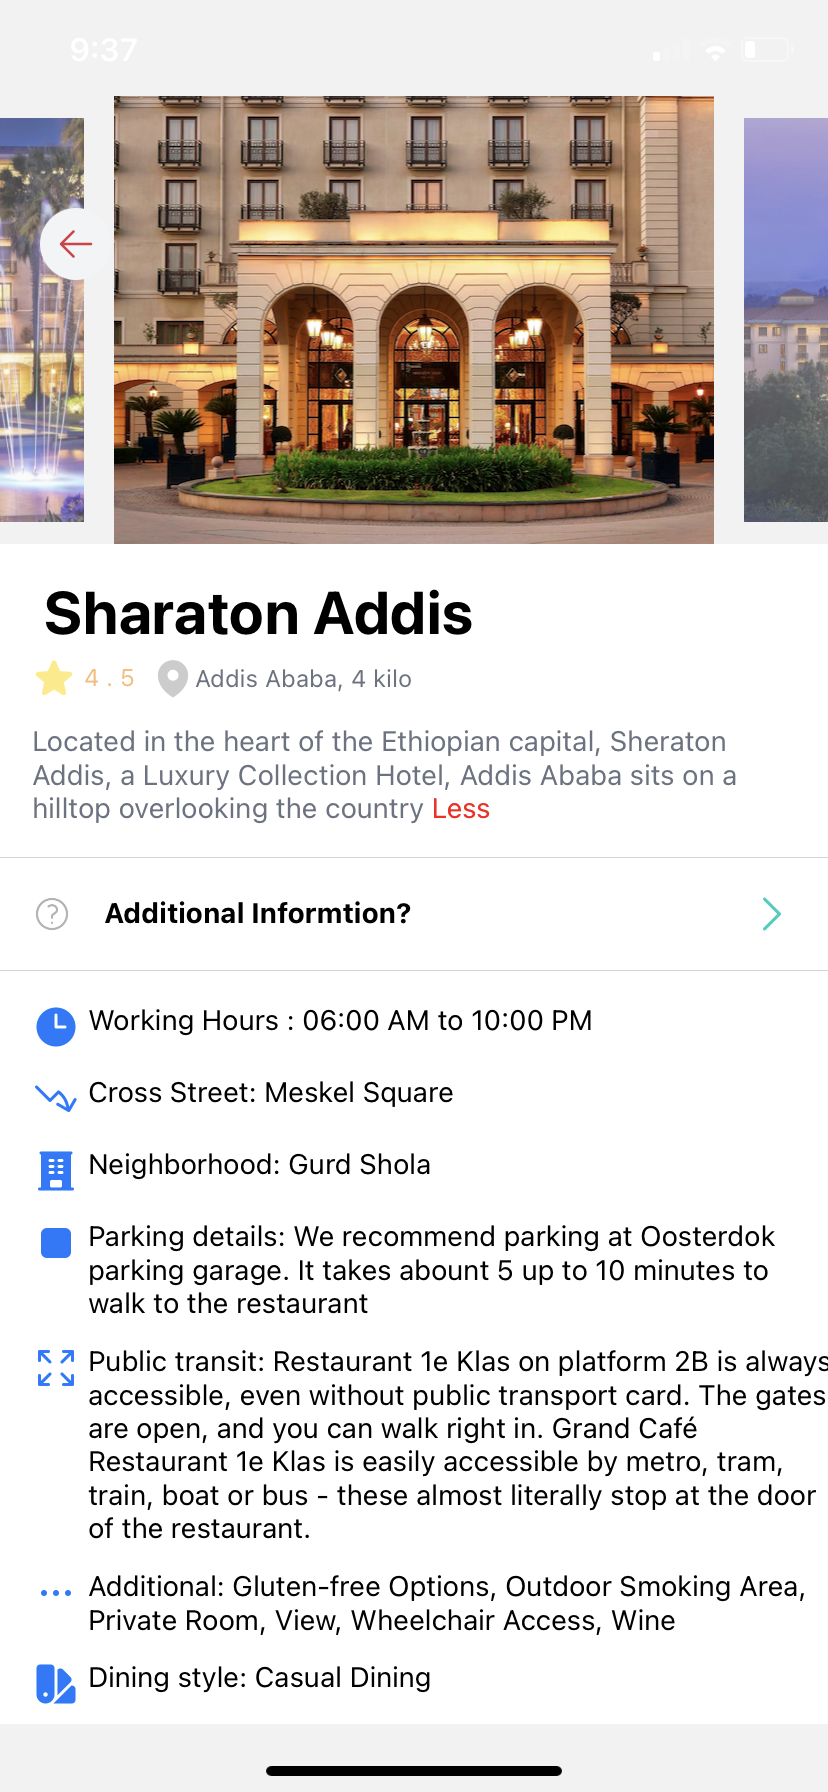 9:37
Sharaton Addis
4 . 5 Addis Ababa, 4 kilo
Located in the heart of the Ethiopian capital, Sheraton
Addis, a Luxury Collection Hotel, Addis Ababa sits on a
hilltop overlooking the country Less
Additional Informtion?
Working Hours : 06:00 AM to 10:00 PM
Cross Street: Meskel Square
Neighborhood: Gurd Shola
Parking details: We recommend parking at Oosterdok
parking garage. It takes abount 5 up to 10 minutes to
walk to the restaurant
Public transit: Restaurant 1e Klas on platform 2B is always
accessible, even without public transport card. The gates
are open, and you can walk right in. Grand Café
Restaurant 1e Klas is easily accessible by metro, tram,
train, boat or bus - these almost literally stop at the door
of the restaurant.
Additional: Gluten-free Options, Outdoor Smoking Area,
Private Room, View, Wheelchair Access, Wine
Dining style: Casual Dining